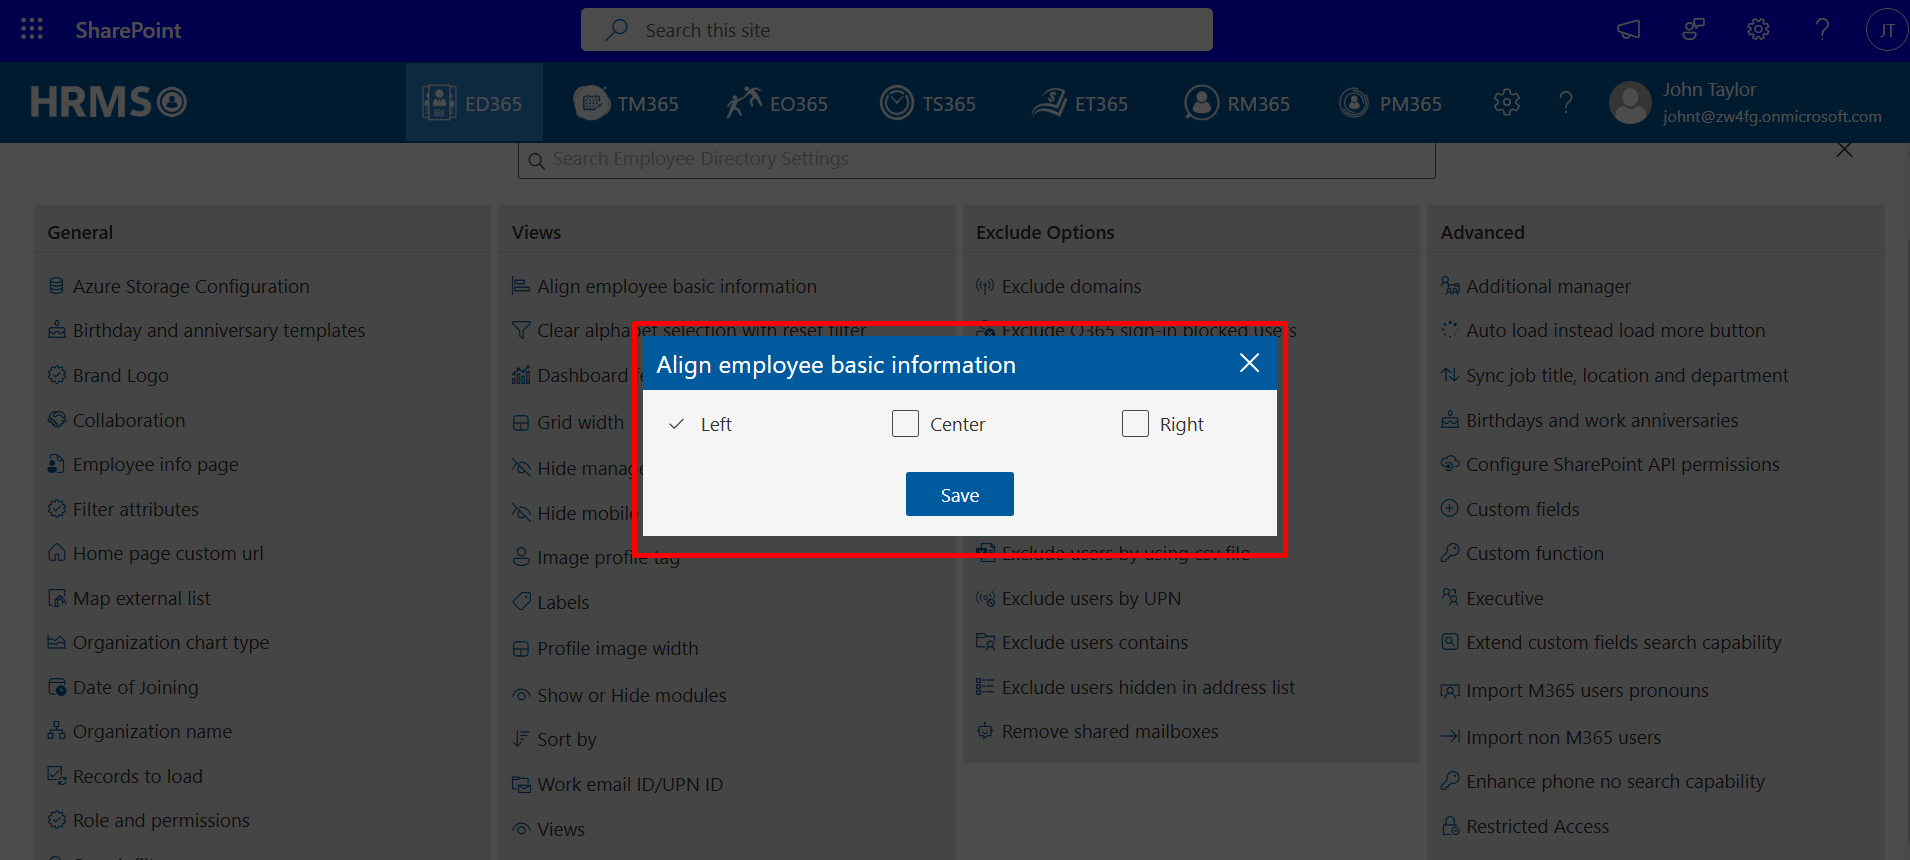 SharePoint
Search this site
JT
HRMS
ED365
TM365
EO365
TS365
ET365
RM365
PM365
John Taylor
johnt@zw4fg.onmicrosoft.com
Search Employee Directory Settings
General
Azure Storage Configuration
Birthday and anniversary templates
Brand Logo
Collaboration
Employee info page
Filter attributes
Home page custom url
Map external list
Organization chart type
Date of Joining
Organization name
Records to load
Role and permissions
Views
Align employee basic information
Clear alphabet selection with reset filter
Dashboard
Grid width
Hide
Hide
Image profile tag
Labels
Profile image width
Show or Hide modules
Sort by
Work email ID/UPN ID
Views
Align employee basic information
Left
Center
Right
Save
Exclude Options
Exclude domains
Exclude O365 sign-in blocked users
Exclude users by using csv file
Exclude users by UPN
Exclude users contains
Exclude users hidden in address list
Remove shared mailboxes
Advanced
Additional manager
Auto load instead load more button
Sync job title, location and department
Birthdays and work anniversaries
Configure SharePoint API permissions
Custom fields
Custom function
Executive
Extend custom fields search capability
Import M365 users pronouns
Import non M365 users
Enhance phone no search capability
Restricted Access